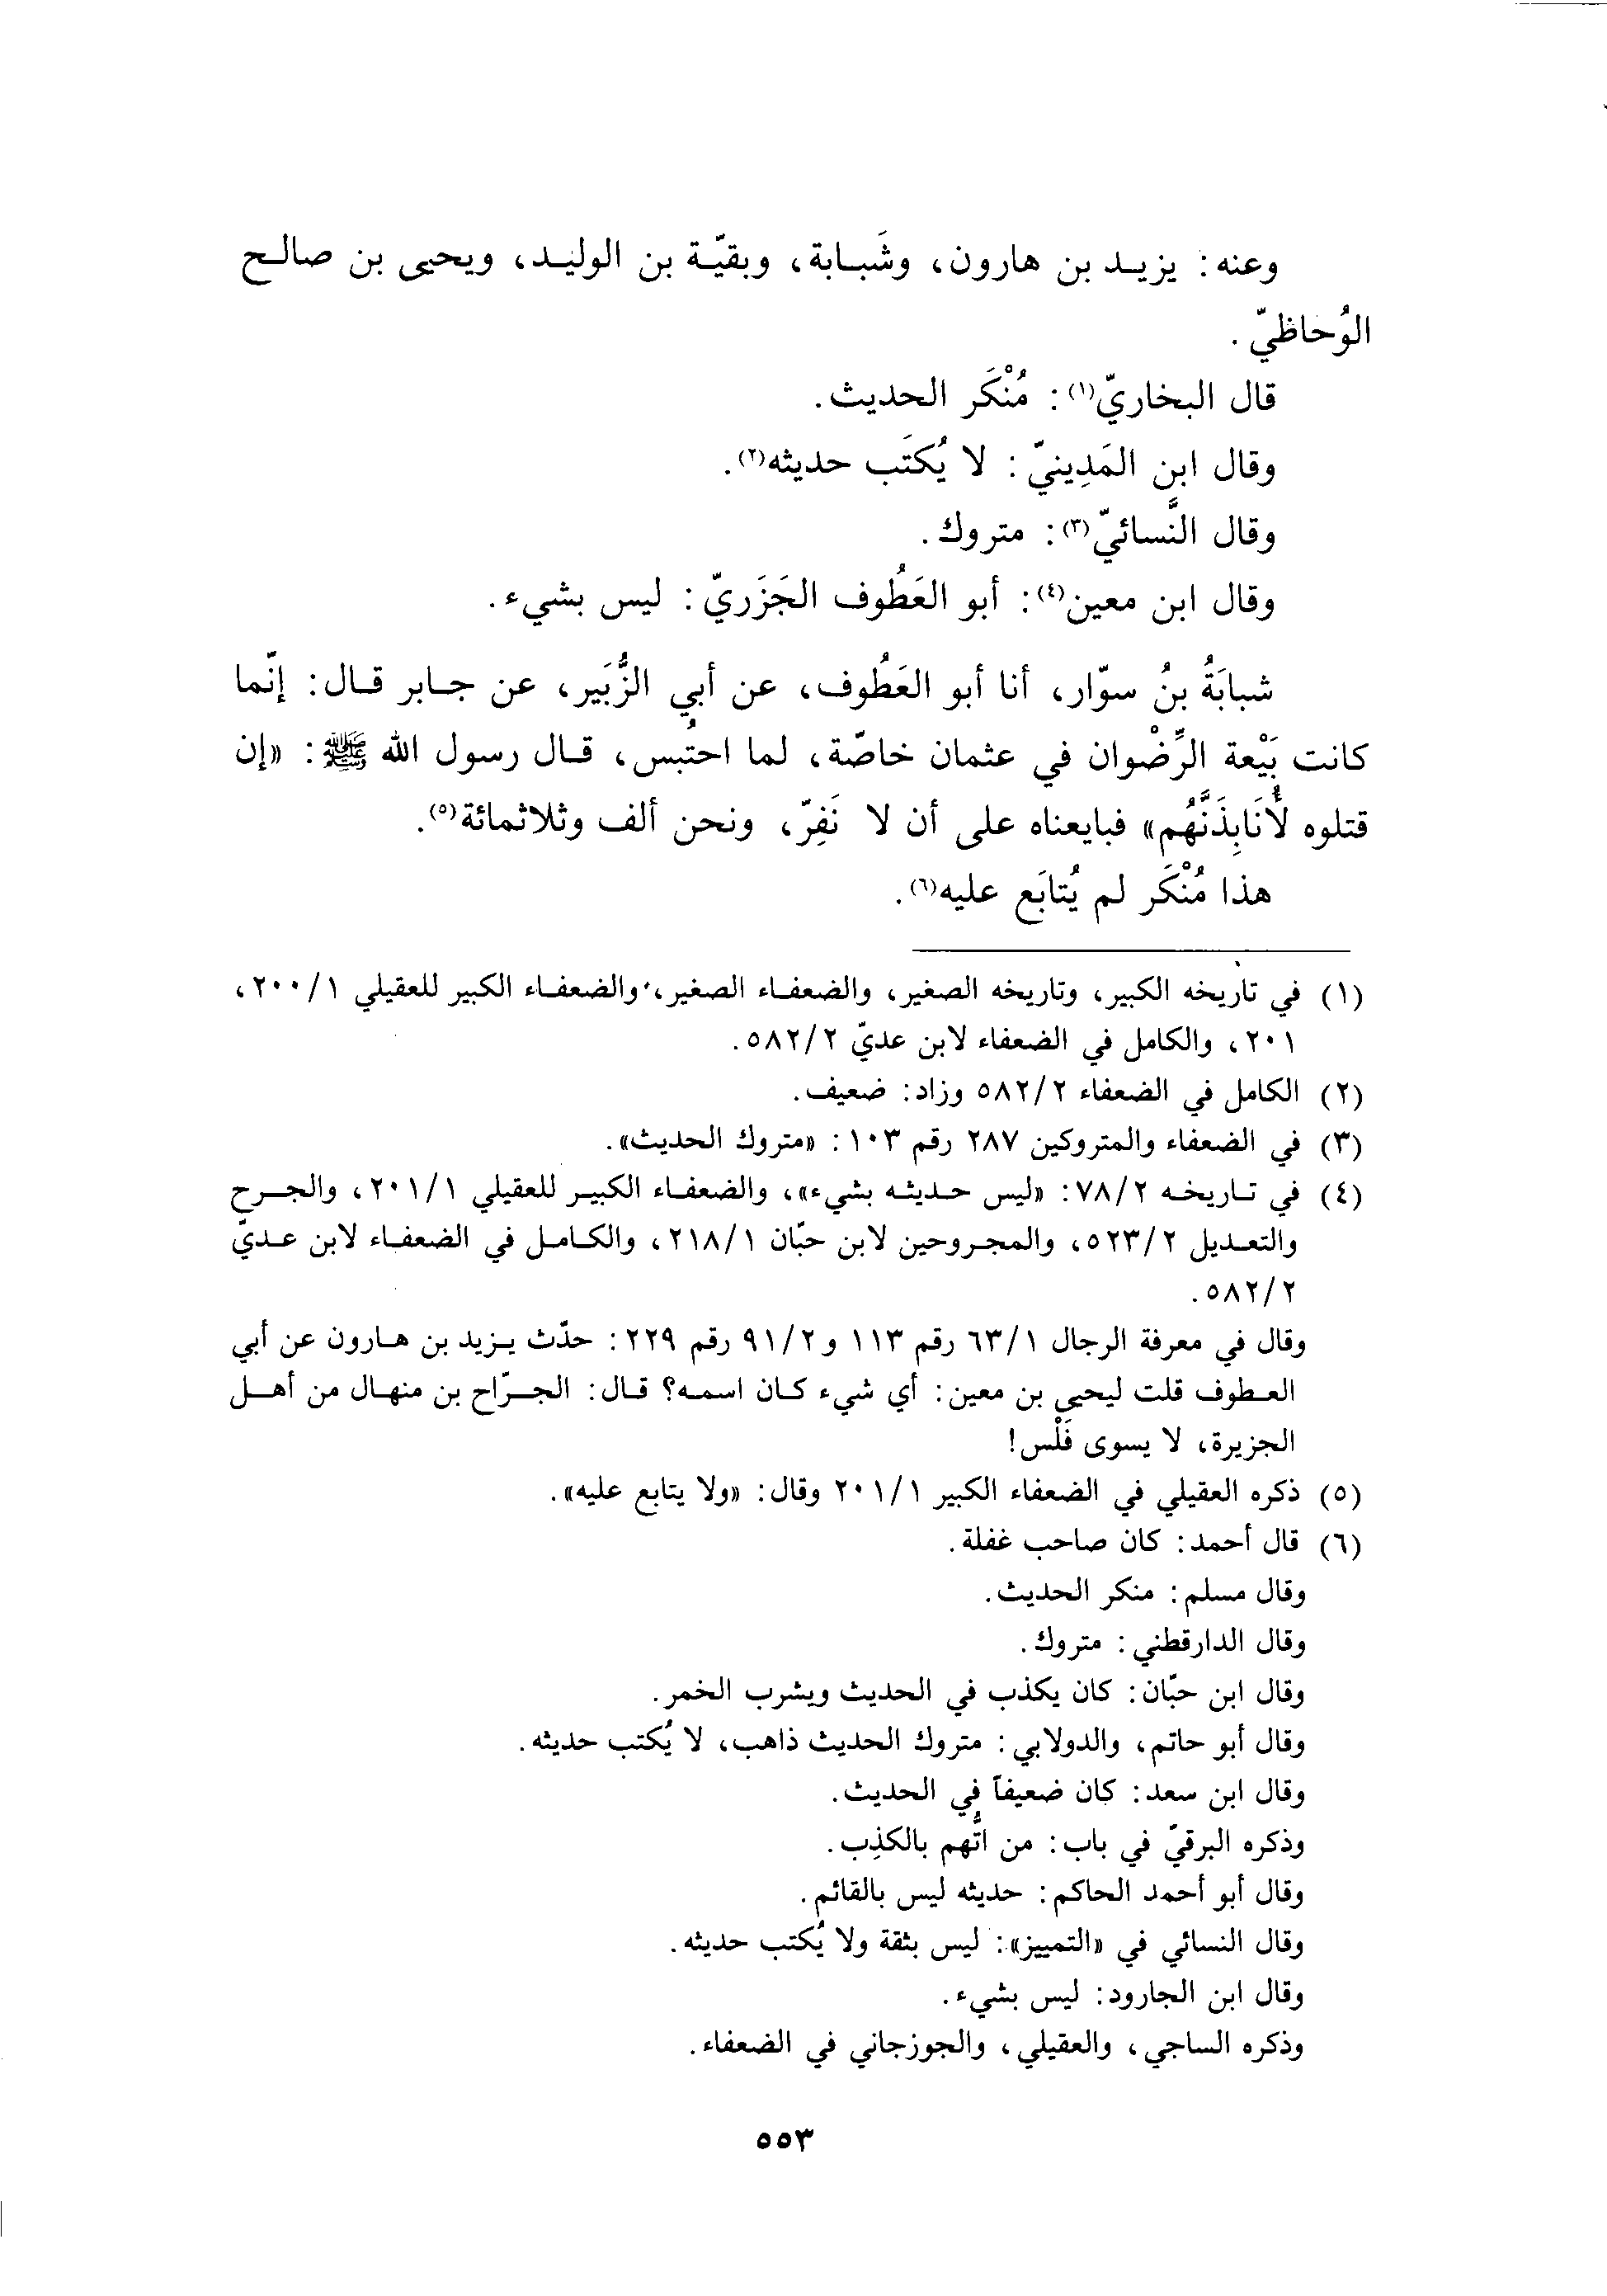 وعنه: يزيد بن هارون، وشَبابة، وبقيّة بن الوليد، ويحيى بن صالح
الوُحاظيّ.
قال البخاريّ(١): مُنْكَر الحديث.
وقال ابن المَدِينيّ: لا يُكتَب حديثه(٢).
وقال النَّسائيّ(٣): متروك.
وقال ابن معين(٤): أبو العَطُوف الجَزَريّ: ليس بشيء.
شبابَةُ بنُ سوّار، أنا أبو العَطُوف، عن أبي الزُّبَير، عن جابر قال: إنّما
كانت بَيْعة الرِّضْوان في عثمان خاصّة، لما احتُبس، قال رسول الله ﷺ: «إن
قتلوه لأُنَابِذَنَّهُم» فبايعناه على أن لا نَفِرّ، ونحن ألف وثلاثمائة(٥).
هذا مُنْكَر لم يُتابَع عليه(٦).
(١) في تاريخه الكبير، وتاريخه الصغير، والضعفاء الصغير، والضعفاء الكبير للعقيلي ٢٠٠/١،
٢٠١، والكامل في الضعفاء لابن عديّ ٥٨٢/٢.
(٢) الكامل في الضعفاء ٥٨٢/٢ وزاد: ضعيف.
(٣) في الضعفاء والمتروكين ٢٨٧ رقم ١٠٣: «متروك الحديث».
(٤) في تاريخه ٧٨/٢: «ليس حديثه بشيء»، والضعفاء الكبير للعقيلي ٢٠١/١، والجرح
والتعديل ٥٢٣/٢، والمجروحين لابن حبّان ٢١٨/١، والكامل في الضعفاء لابن عديّ
٥٨٢/٢.
وقال في معرفة الرجال ٦٣/١ رقم ١١٣ و ٩١/٢ رقم ٢٢٩: حدّث يزيد بن هارون عن أبي
العطوف قلت ليحيى بن معين: أي شيء كان اسمه؟ قال: الجرّاح بن منهال من أهل
الجزيرة، لا يسوى فَلْس!
(٥) ذكره العقيلي في الضعفاء الكبير ٢٠١/١ وقال: «ولا يتابع عليه».
(٦) قال أحمد: كان صاحب غفلة.
وقال مسلم: منكر الحديث.
وقال الدارقطني: متروك.
وقال ابن حبّان: كان يكذب في الحديث ويشرب الخمر.
وقال أبو حاتم، والدولابي: متروك الحديث ذاهب، لا يُكتب حديثه.
وقال ابن سعد: كان ضعيفاً في الحديث.
وذكره البرقيّ في باب: من اتُّهم بالكذِب.
وقال أبو أحمد الحاكم: حديثه ليس بالقائم.
وقال النسائي في «التمييز»: ليس بثقة ولا يُكتب حديثه.
وقال ابن الجارود: ليس بشيء.
وذكره الساجي، والعقيلي، والجوزجاني في الضعفاء.
٥٥٣